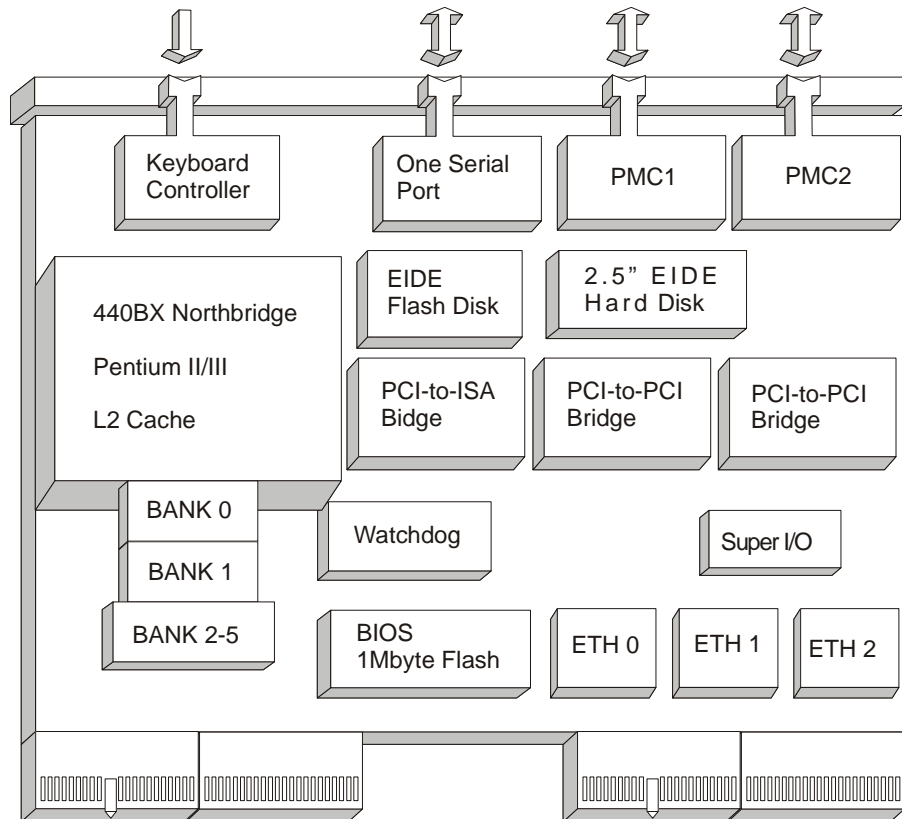 Keyboard
Controller
One Serial
Port
PMC1
PMC2
EIDE
Flash Disk
2.5” EIDE
Hard Disk
440BX Northbridge
Pentium II/III
L2 Cache
PCI-to-ISA
Bidge
PCI-to-PCI
Bridge
PCI-to-PCI
Bridge
BANK 0
BANK 1
BANK 2-5
Watchdog
Super I/O
BIOS
1Mbyte Flash
ETH 0
ETH 1
ETH 2